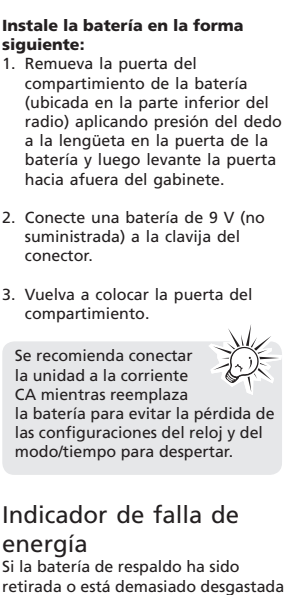 Instale la batería en la forma
siguiente:
1. Remueva la puerta del
compartimiento de la batería
(ubicada en la parte inferior del
radio) aplicando presión del dedo
a la lengüeta en la puerta de la
batería y luego levante la puerta
hacia afuera del gabinete.
2. Conecte una batería de 9 V (no
suministrada) a la clavija del
conector.
3. Vuelva a colocar la puerta del
compartimiento.
Se recomienda conectar
la unidad a la corriente
CA mientras reemplaza
la batería para evitar la pérdida de
las configuraciones del reloj y del
modo/tiempo para despertar.
Indicador de falla de
energía
Si la batería de respaldo ha sido
retirada o está demasiado desgastada